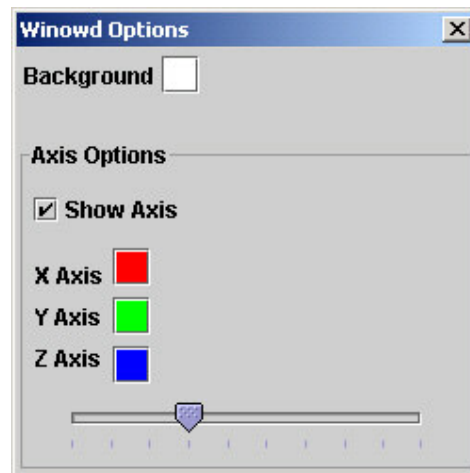 Winowd Options
Background
Axis Options
Show Axis
X Axis
Y Axis
Z Axis